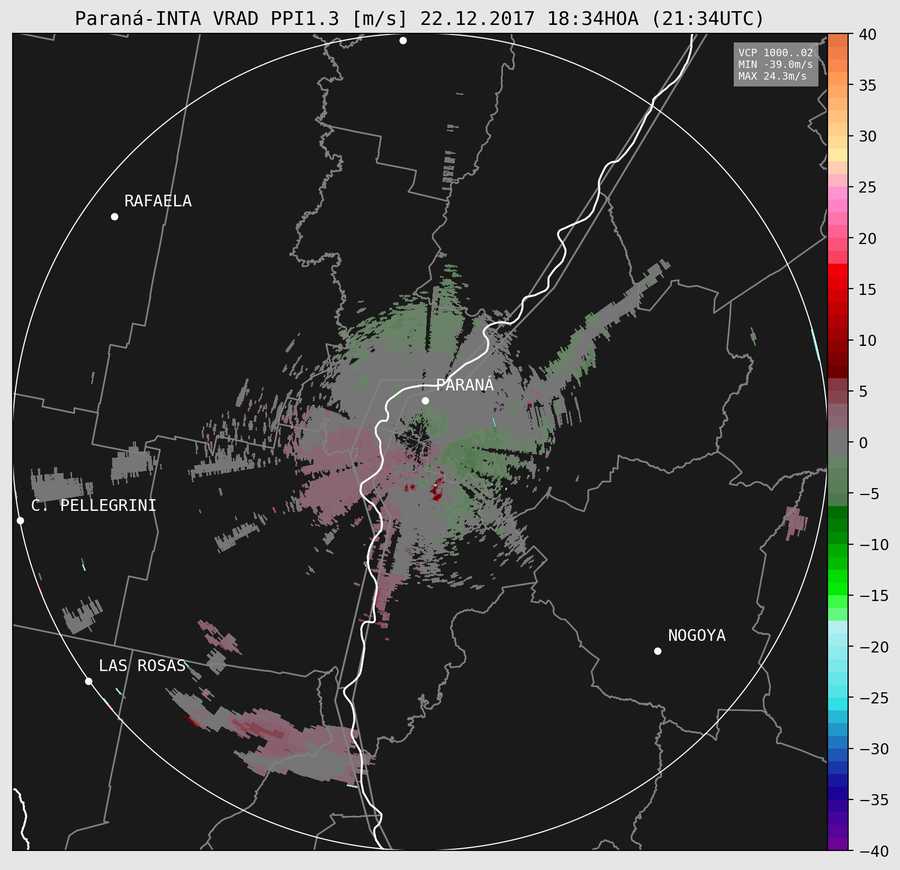 Paraná-INTA VRAD PPI1.3 [m/s] 22.12.2017 18:34HOA (21:34UTC)
VCP 1000..02
MIN -39.0m/s
MAX 24.3m/s
RAFAELA
PARANÁ
C. PELLEGRINI
LAS ROSAS
NOGOYA
40
35
30
25
20
15
10
5
0
−5
−10
−15
−20
−25
−30
−35
−40